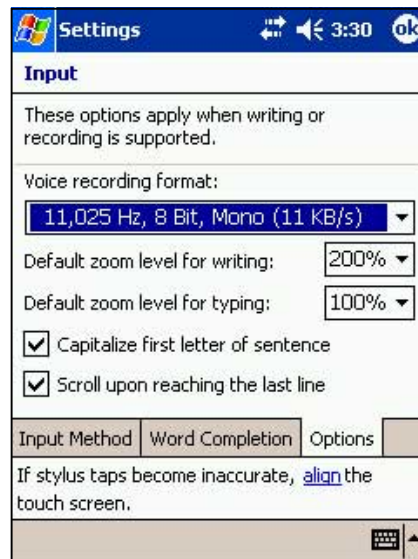 Settings 3:30 ok
Input
These options apply when writing or
recording is supported.
Voice recording format:
11,025 Hz, 8 Bit, Mono (11 KB/s)
Default zoom level for writing: 200%
Default zoom level for typing: 100%
Capitalize first letter of sentence
Scroll upon reaching the last line
Input Method Word Completion Options
If stylus taps become inaccurate, align the
touch screen.